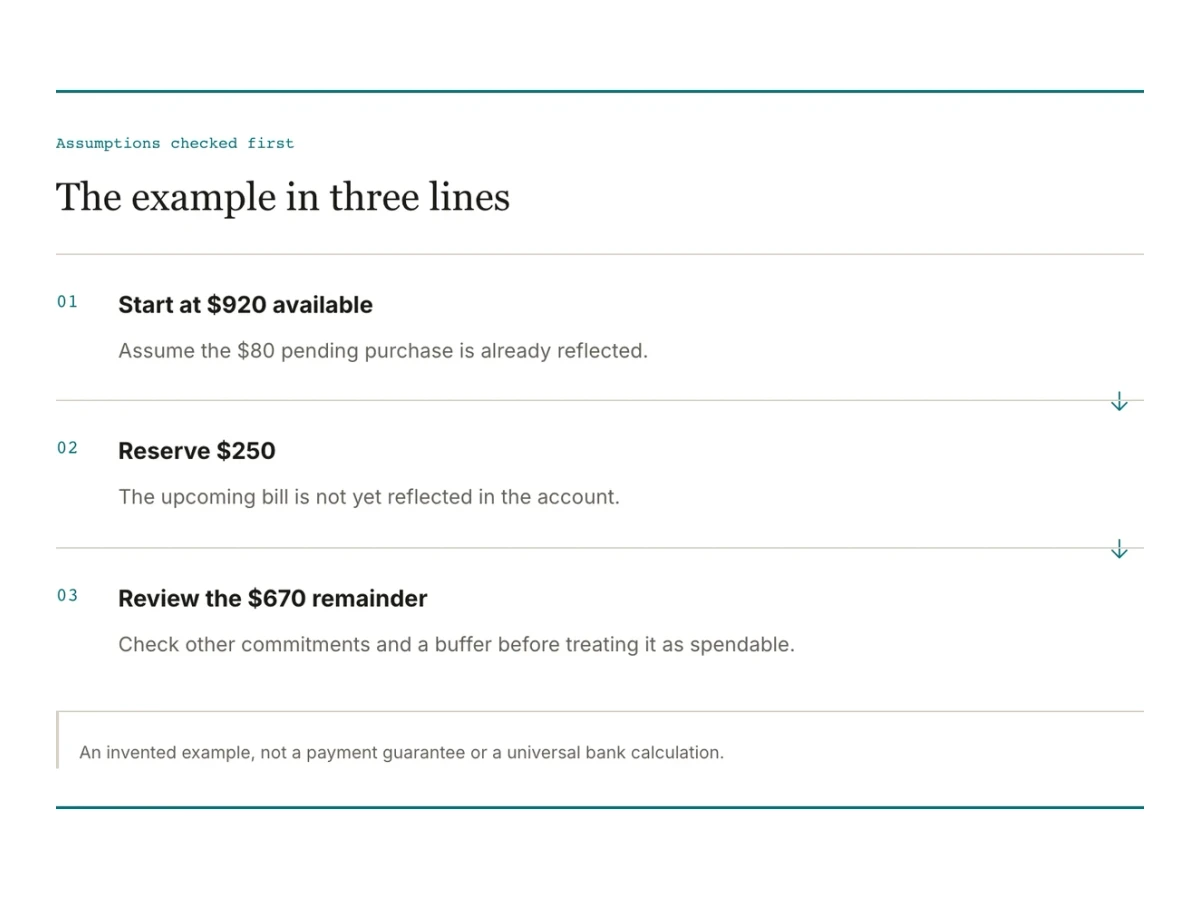 Assumptions checked first
The example in three lines
01
Start at $920 available
Assume the $80 pending purchase is already reflected.
02
Reserve $250
The upcoming bill is not yet reflected in the account.
03
Review the $670 remainder
Check other commitments and a buffer before treating it as spendable.
An invented example, not a payment guarantee or a universal bank calculation.